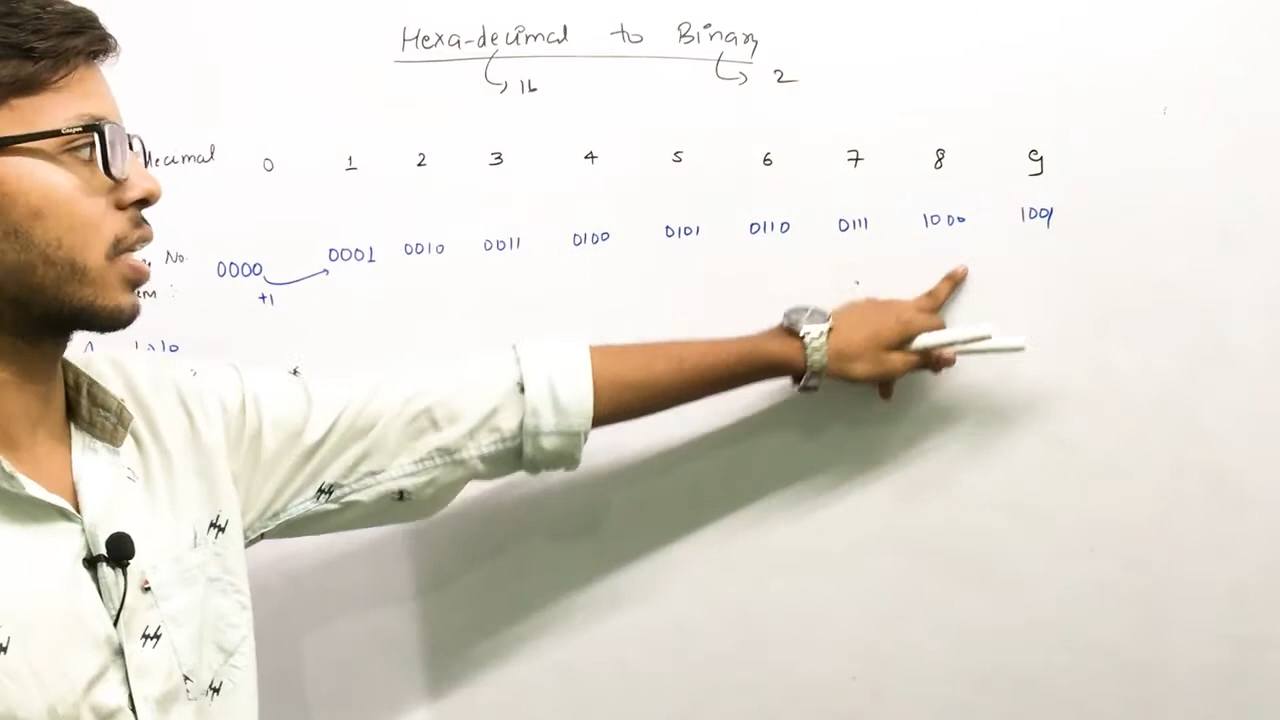 Hexa-decimal to Binary
16 2
decimal 0 1 2 3 4 5 6 7 8 9
No. 0000 0001 0010 0011 0100 0101 0110 0111 1000 1001
+1